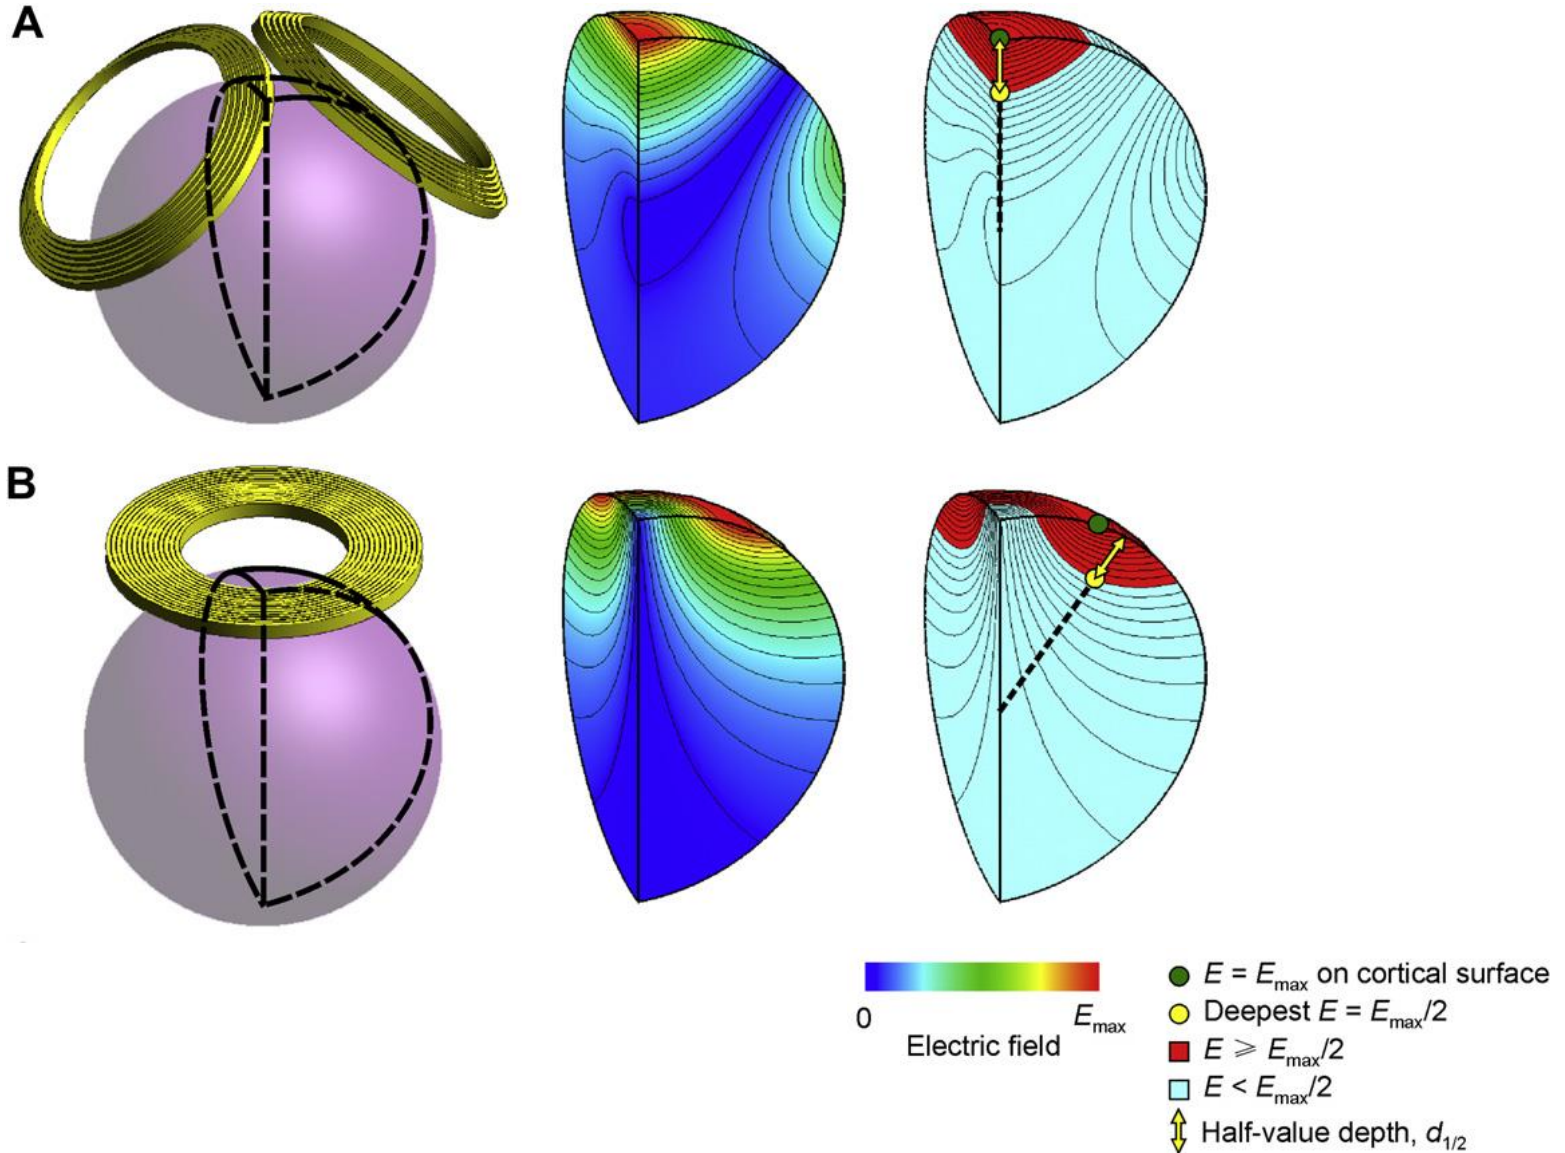 A
B
0
E_max
Electric field
E = E_max on cortical surface
Deepest E = E_max/2
E ⩾ E_max/2
E < E_max/2
Half-value depth, d_1/2